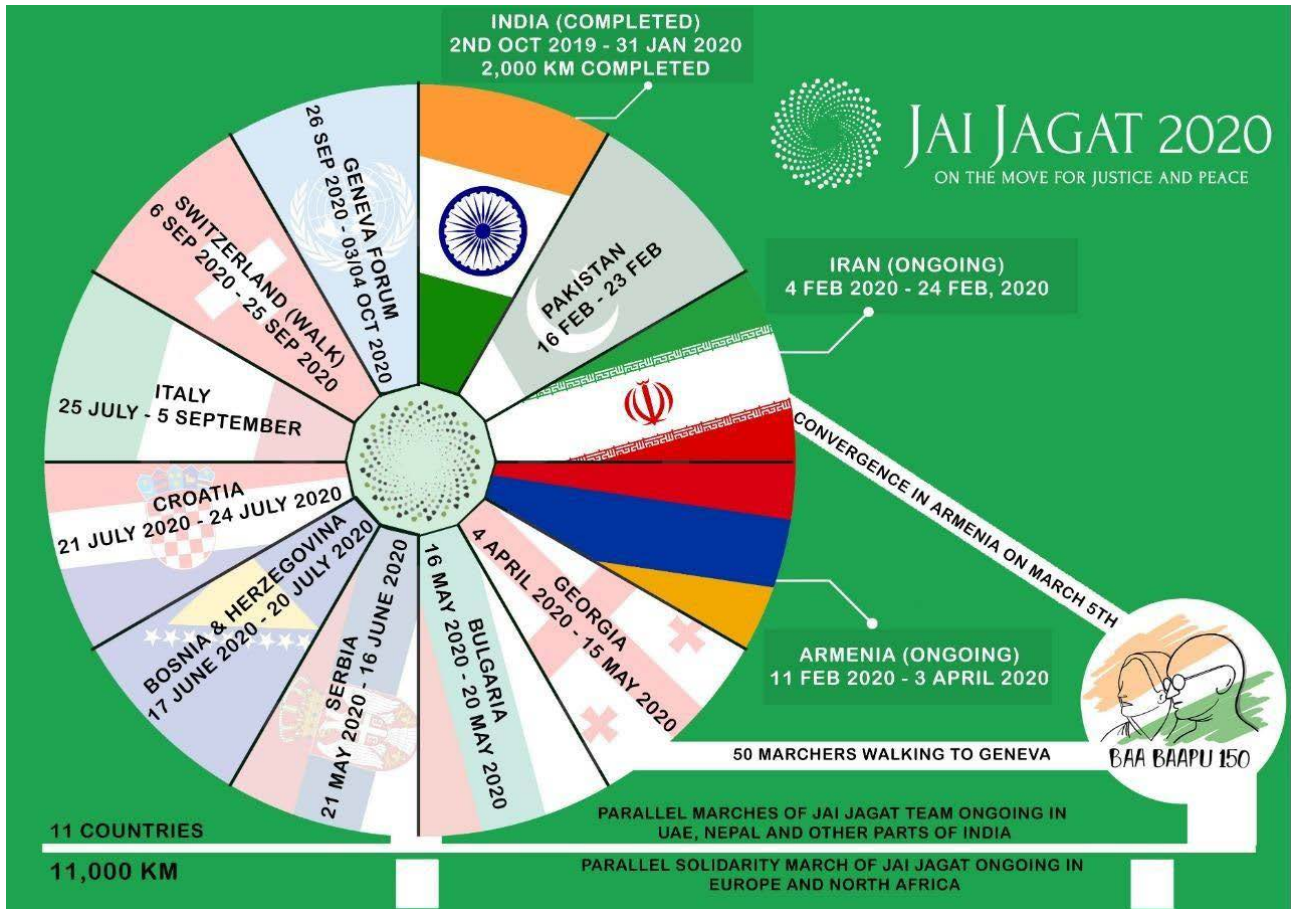 INDIA (COMPLETED)
2ND OCT 2019 - 31 JAN 2020
2,000 KM COMPLETED
JAI JAGAT 2020
ON THE MOVE FOR JUSTICE AND PEACE
PAKISTAN
16 FEB - 23 FEB
IRAN (ONGOING)
4 FEB 2020 - 24 FEB, 2020
CONVERGENCE IN ARMENIA ON MARCH 5TH
ARMENIA (ONGOING)
11 FEB 2020 - 3 APRIL 2020
GEORGIA
4 APRIL 2020 - 15 MAY 2020
BULGARIA
16 MAY 2020 - 20 MAY 2020
SERBIA
21 MAY 2020 - 16 JUNE 2020
BOSNIA & HERZEGOVINA
17 JUNE 2020 - 20 JULY 2020
CROATIA
21 JULY 2020 - 24 JULY 2020
ITALY
25 JULY - 5 SEPTEMBER
SWITZERLAND (WALK)
6 SEP 2020 - 25 SEP 2020
GENEVA FORUM
26 SEP 2020 - 03/04 OCT 2020
50 MARCHERS WALKING TO GENEVA
BAA BAAPU 150
11 COUNTRIES
11,000 KM
PARALLEL MARCHES OF JAI JAGAT TEAM ONGOING IN
UAE, NEPAL AND OTHER PARTS OF INDIA
PARALLEL SOLIDARITY MARCH OF JAI JAGAT ONGOING IN
EUROPE AND NORTH AFRICA